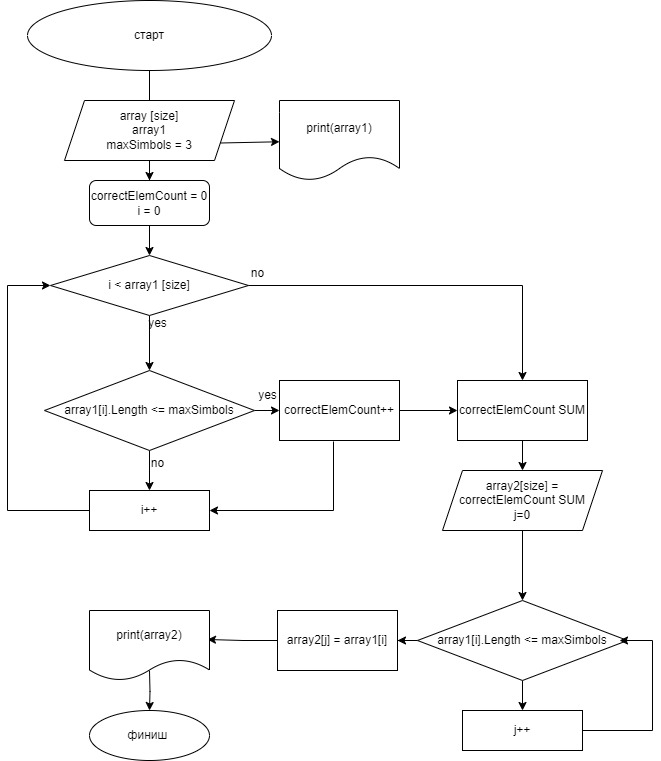 старт
array [size]
array1
maxSimbols = 3
print(array1)
correctElemCount = 0
i = 0
i < array1 [size]
no
yes
array1[i].Length <= maxSimbols
yes
correctElemCount++
correctElemCount SUM
no
i++
array2[size] =
correctElemCount SUM
j=0
print(array2)
array2[j] = array1[i]
array1[i].Length <= maxSimbols
финиш
j++